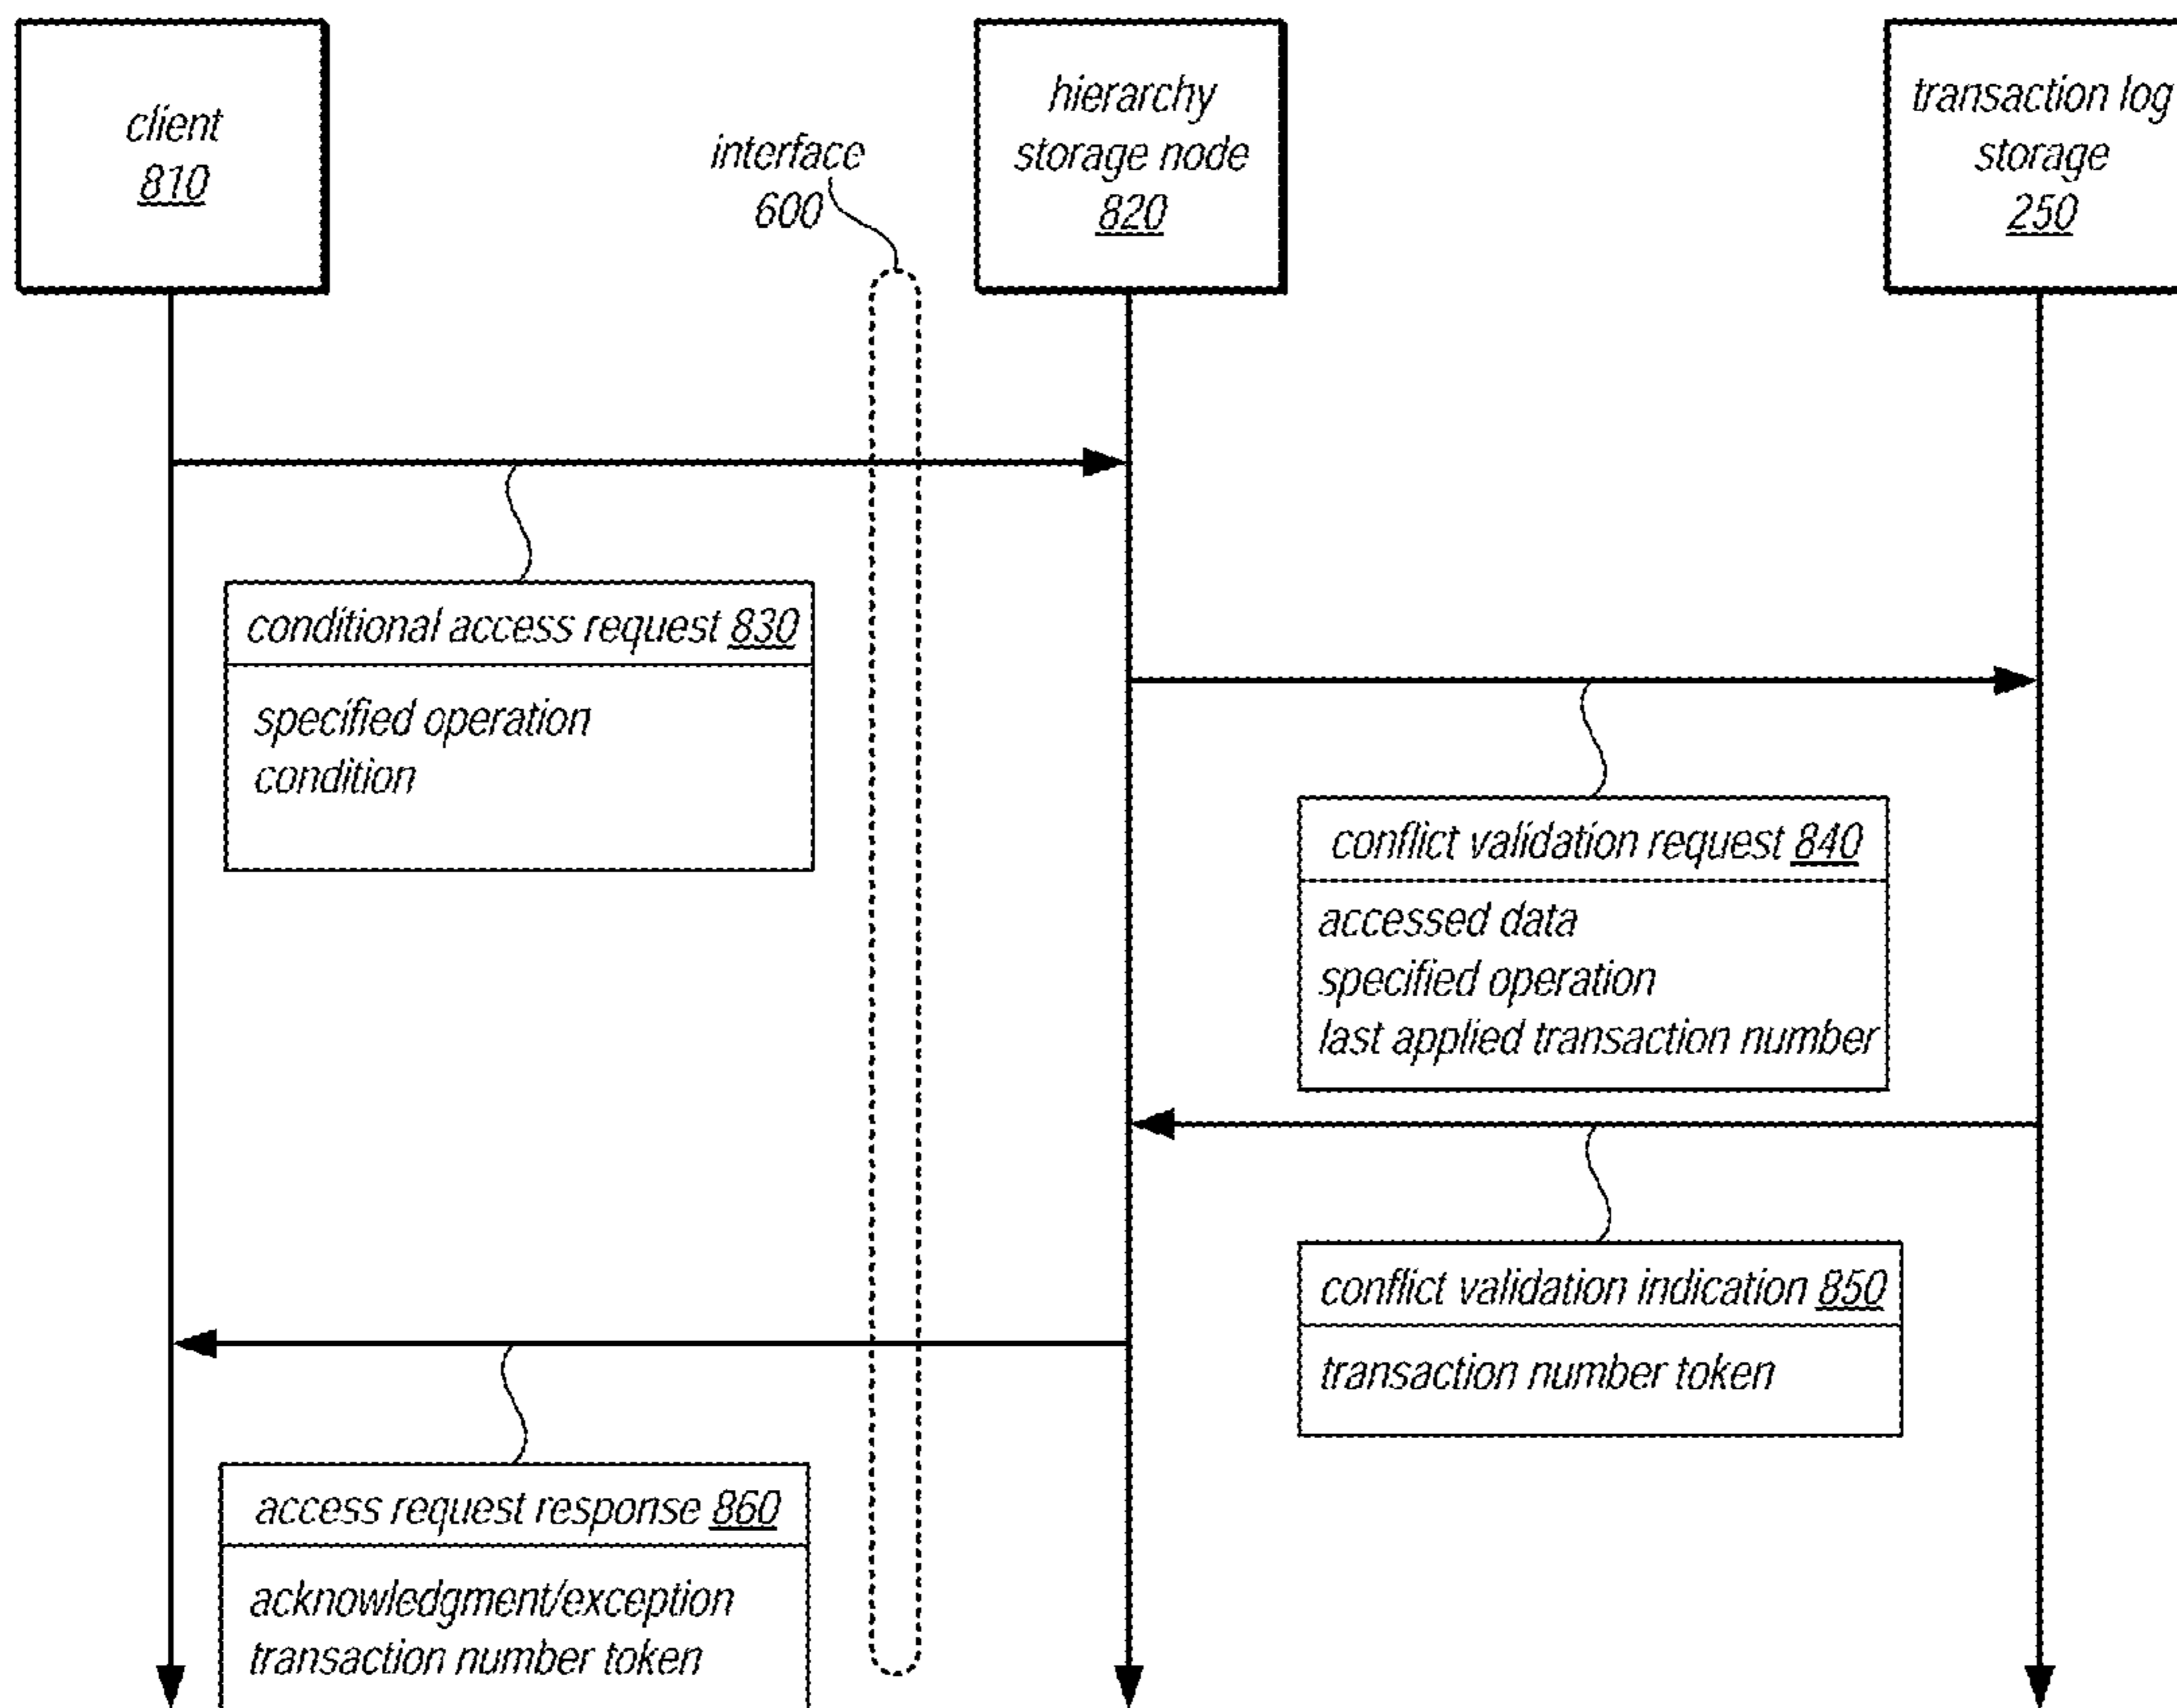 client
810
interface
600
hierarchy
storage node
820
transaction log
storage
250
conditional access request 830
specified operation
condition
conflict validation request 840
accessed data
specified operation
last applied transaction number
conflict validation indication 850
transaction number token
access request response 860
acknowledgment/exception
transaction number token